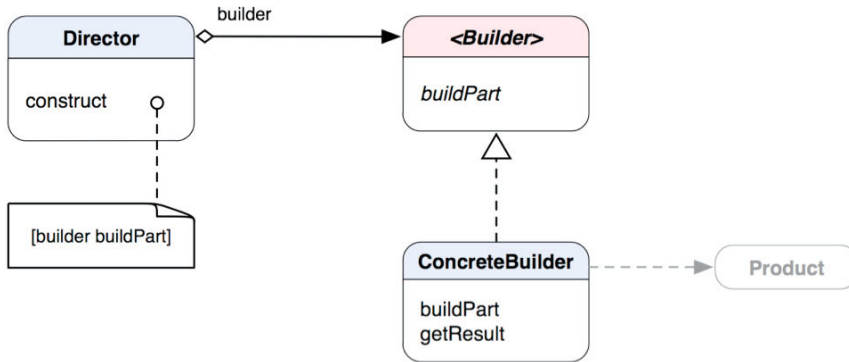 builder
Director
<Builder>
construct
buildPart
[builder buildPart]
ConcreteBuilder
Product
buildPart
getResult